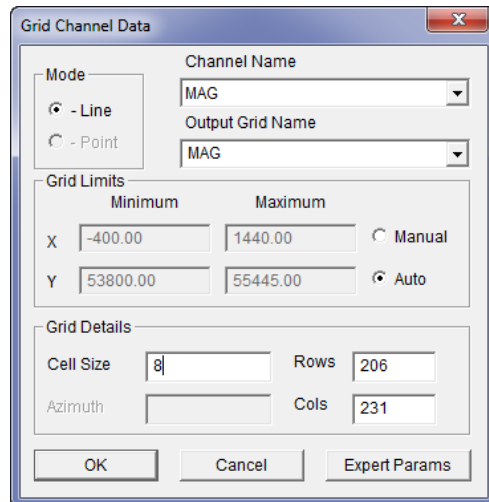 Grid Channel Data
Mode
- Line
- Point
Channel Name
MAG
Output Grid Name
MAG
Grid Limits
Minimum Maximum
X -400.00 1440.00 Manual
Y 53800.00 55445.00 Auto
Grid Details
Cell Size 8 Rows 206
Azimuth Cols 231
OK Cancel Expert Params